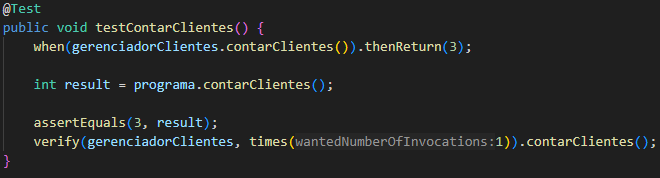 @Test
public void testContarClientes() {
    when(gerenciadorClientes.contarClientes()).thenReturn(3);

    int result = programa.contarClientes();

    assertEquals(3, result);
    verify(gerenciadorClientes, times(wantedNumberOfInvocations:1)).contarClientes();
}